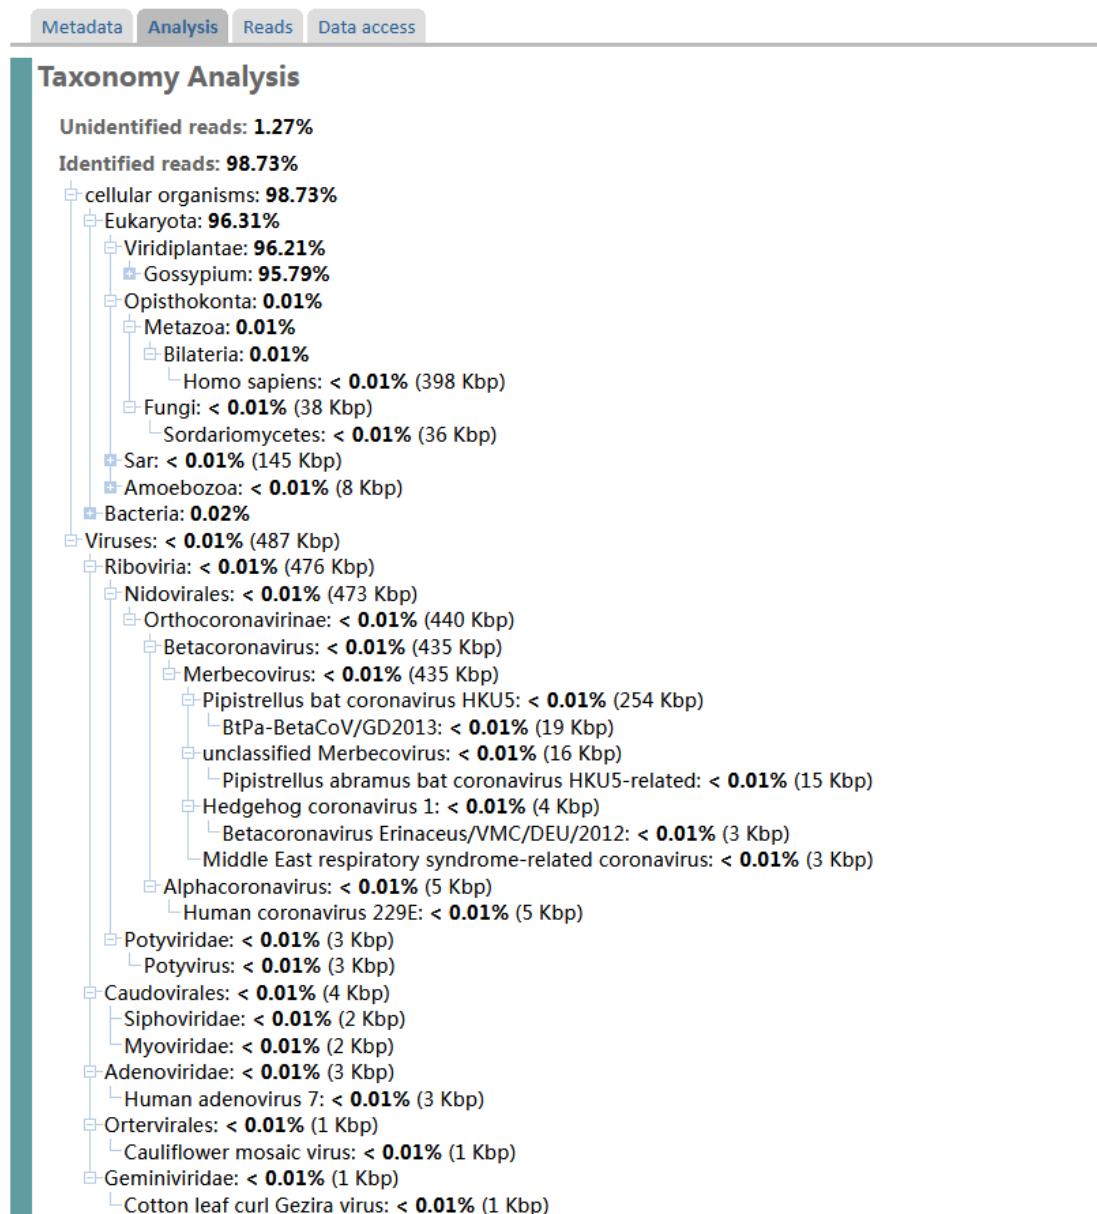 Metadata Analysis Reads Data access
Taxonomy Analysis
Unidentified reads: 1.27%
Identified reads: 98.73%
cellular organisms: 98.73%
Eukaryota: 96.31%
Viridiplantae: 96.21%
Gossypium: 95.79%
Opisthokonta: 0.01%
Metazoa: 0.01%
Bilateria: 0.01%
Homo sapiens: < 0.01% (398 Kbp)
Fungi: < 0.01% (38 Kbp)
Sordariomycetes: < 0.01% (36 Kbp)
Sar: < 0.01% (145 Kbp)
Amoebozoa: < 0.01% (8 Kbp)
Bacteria: 0.02%
Viruses: < 0.01% (487 Kbp)
Riboviria: < 0.01% (476 Kbp)
Nidovirales: < 0.01% (473 Kbp)
Orthocoronavirinae: < 0.01% (440 Kbp)
Betacoronavirus: < 0.01% (435 Kbp)
Merbecovirus: < 0.01% (435 Kbp)
Pipistrellus bat coronavirus HKU5: < 0.01% (254 Kbp)
BtPa-BetaCoV/GD2013: < 0.01% (19 Kbp)
unclassified Merbecovirus: < 0.01% (16 Kbp)
Pipistrellus abramus bat coronavirus HKU5-related: < 0.01% (15 Kbp)
Hedgehog coronavirus 1: < 0.01% (4 Kbp)
Betacoronavirus Erinaceus/VMC/DEU/2012: < 0.01% (3 Kbp)
Middle East respiratory syndrome-related coronavirus: < 0.01% (3 Kbp)
Alphacoronavirus: < 0.01% (5 Kbp)
Human coronavirus 229E: < 0.01% (5 Kbp)
Potyviridae: < 0.01% (3 Kbp)
Potyvirus: < 0.01% (3 Kbp)
Caudovirales: < 0.01% (4 Kbp)
Siphoviridae: < 0.01% (2 Kbp)
Myoviridae: < 0.01% (2 Kbp)
Adenoviridae: < 0.01% (3 Kbp)
Human adenovirus 7: < 0.01% (3 Kbp)
Ortervirales: < 0.01% (1 Kbp)
Cauliflower mosaic virus: < 0.01% (1 Kbp)
Geminiviridae: < 0.01% (1 Kbp)
Cotton leaf curl Gezira virus: < 0.01% (1 Kbp)